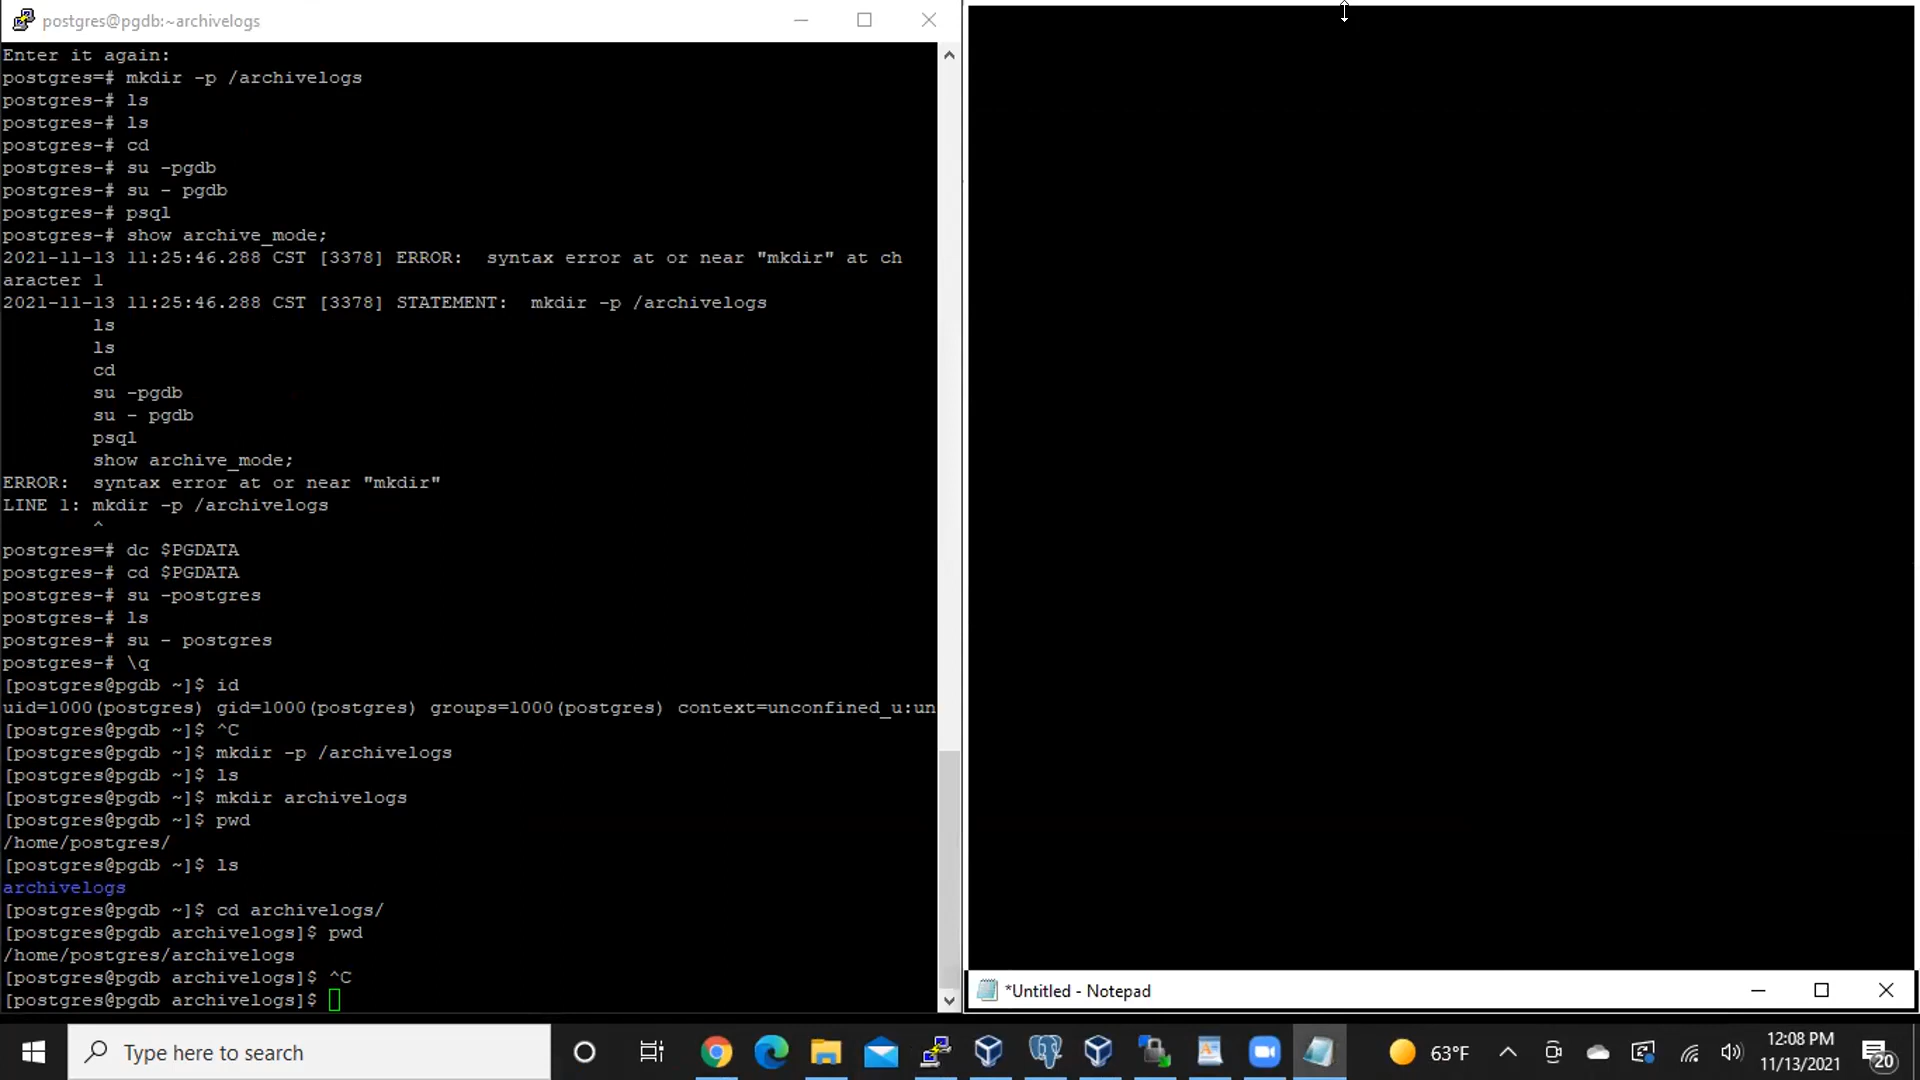 postgres@pgdb:~archivelogs
Enter it again:
postgres=# mkdir -p /archivelogs
postgres-# ls
postgres-# ls
postgres-# cd
postgres-# su -pgdb
postgres-# su - pgdb
postgres-# psql
postgres-# show archive_mode;
2021-11-13 11:25:46.288 CST [3378] ERROR:  syntax error at or near "mkdir" at ch
aracter 1
2021-11-13 11:25:46.288 CST [3378] STATEMENT:  mkdir -p /archivelogs
ls
ls
cd
su -pgdb
su - pgdb
psql
show archive_mode;
ERROR:  syntax error at or near "mkdir"
LINE 1: mkdir -p /archivelogs
^
postgres=# dc $PGDATA
postgres-# cd $PGDATA
postgres-# su -postgres
postgres-# ls
postgres-# su - postgres
postgres-# \q
[postgres@pgdb ~]$ id
uid=1000(postgres) gid=1000(postgres) groups=1000(postgres) context=unconfined_u:un
[postgres@pgdb ~]$ ^C
[postgres@pgdb ~]$ mkdir -p /archivelogs
[postgres@pgdb ~]$ ls
[postgres@pgdb ~]$ mkdir archivelogs
[postgres@pgdb ~]$ pwd
/home/postgres/
[postgres@pgdb ~]$ ls
archivelogs
[postgres@pgdb ~]$ cd archivelogs/
[postgres@pgdb archivelogs]$ pwd
/home/postgres/archivelogs
[postgres@pgdb archivelogs]$ ^C
[postgres@pgdb archivelogs]$
*Untitled - Notepad
Type here to search
63°F
12:08 PM
11/13/2021
20